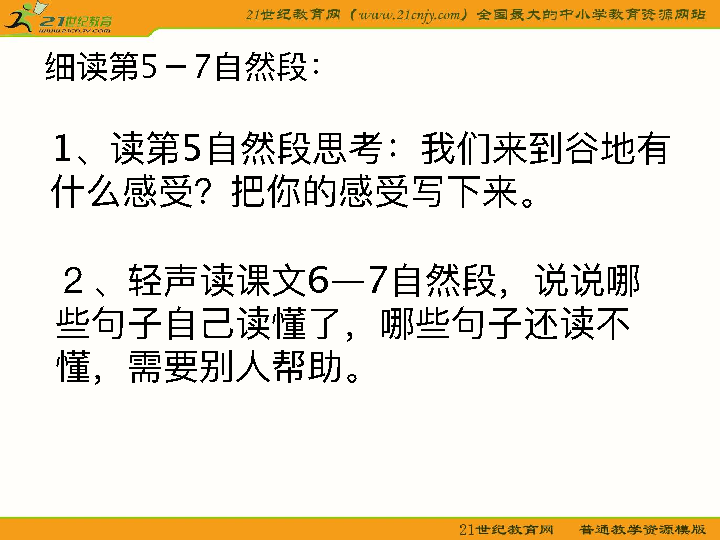 21世纪教育
21世纪教育网（www.21cnjy.com）全国最大的中小学教育资源网站
细读第5－7自然段：
1、读第5自然段思考：我们来到谷地有
什么感受？把你的感受写下来。
２、轻声读课文6—7自然段，说说哪
些句子自己读懂了，哪些句子还读不
懂，需要别人帮助。
21世纪教育网 普通教学资源模版